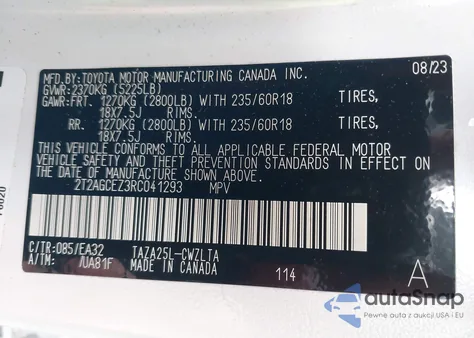 MFD.BY:TOYOTA MOTOR MANUFACTURING CANADA INC. 08/23
GVWR:2370KG (5225LB)
GAWR:FRT. 1270KG (2800LB) WITH 235/60R18 TIRES,
18X7.5J RIMS.
RR. 1270KG (2800LB) WITH 235/60R18 TIRES,
18X7.5J RIMS.
THIS VEHICLE CONFORMS TO ALL APPLICABLE FEDERAL MOTOR
VEHICLE SAFETY AND THEFT PREVENTION STANDARDS IN EFFECT ON
THE DATE OF MANUFACTURE SHOWN ABOVE.
2T2AGCEZ3RC041293 MPV
C/TR:085/EA32 TAZA25L-CWZLTA
A/TM: /UA81F MADE IN CANADA 114 A
autoSnap
Pewne auta z aukcji USA i EU